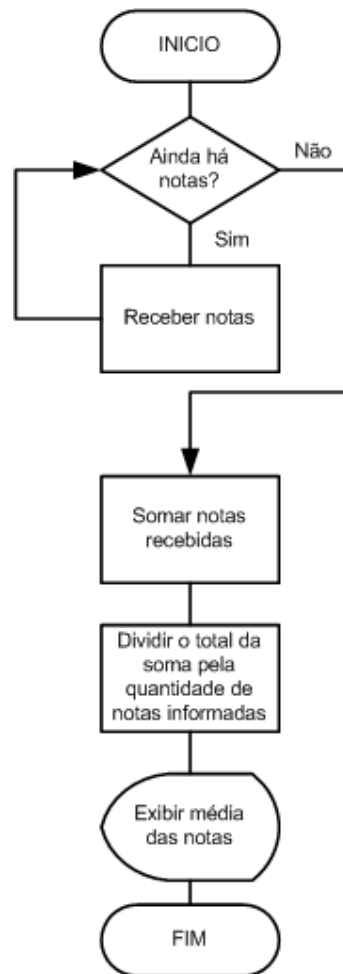 INICIO
Ainda há
notas?
Não
Sim
Receber notas
Somar notas
recebidas
Dividir o total da
soma pela
quantidade de
notas informadas
Exibir média
das notas
FIM